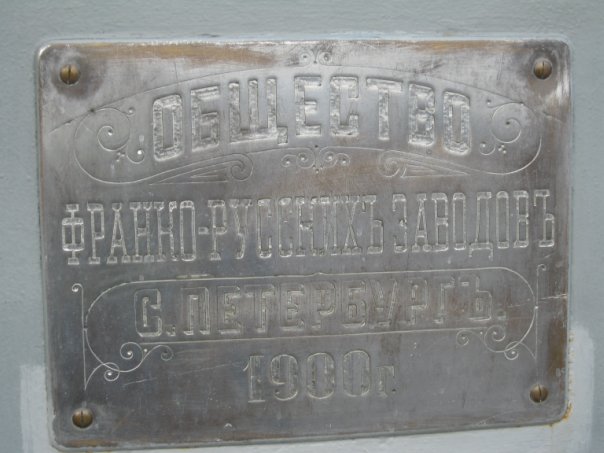 ОБЩЕСТВО
ФРАНКО-РУССКИХЪ ЗАВОДОВЪ
С. ПЕТЕРБУРГЪ.
1900г.